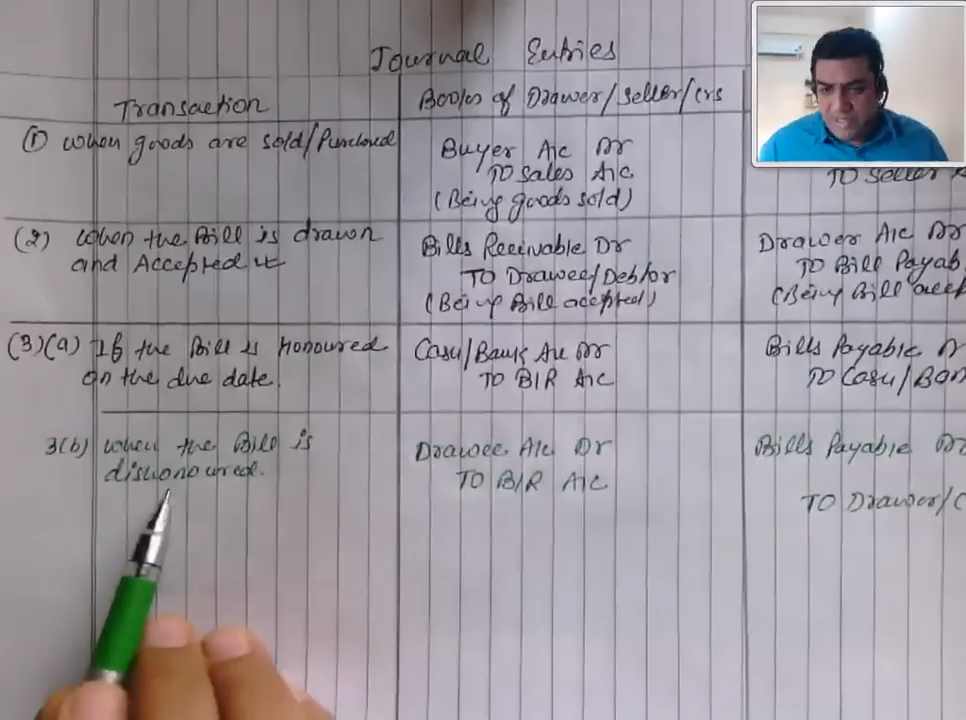 Journal Entries
Transaction
Books of Drawer/Seller/Crs
(1) When goods are sold/Purchased
Buyer A/c Dr
To Sales A/c
(Being goods sold)
To Seller A
(2) When the Bill is drawn
and Accepted it
Bills Receivable Dr
To Drawee/Debtor
(Being Bill accepted)
Drawer A/c Dr
To Bill Payab
(Being Bill accep
(3)(a) If the Bill is Honoured
on the due date.
Cash/Bank A/c Dr
To B/R A/c
Bills Payable D
To Cash/Ban
3(b) When the Bill is
dishonoured.
Drawee A/c Dr
To B/R A/c
Bills Payable Dr
To Drawer/C